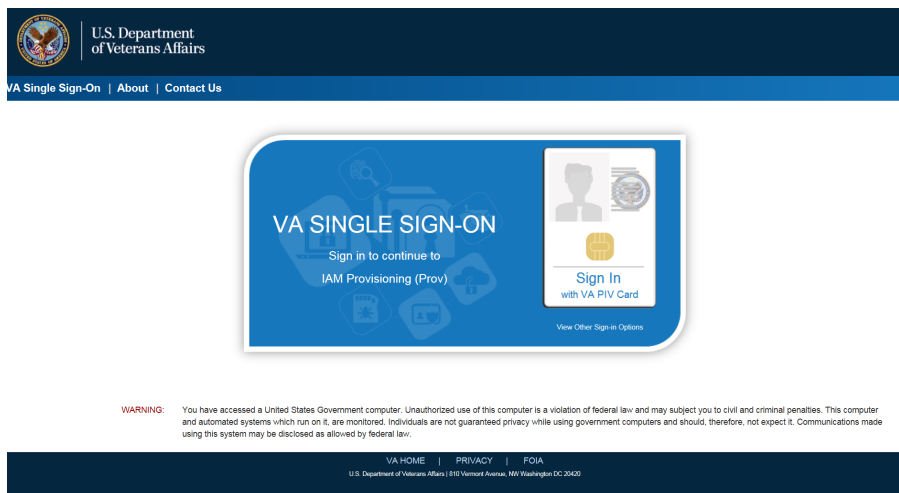 U.S. Department
of Veterans Affairs
VA Single Sign-On | About | Contact Us
VA SINGLE SIGN-ON
Sign in to continue to
IAM Provisioning (Prov)
Sign In
with VA PIV Card
View Other Sign-in Options
WARNING: You have accessed a United States Government computer. Unauthorized use of this computer is a violation of federal law and may subject you to civil and criminal penalties. This computer
and automated systems which run on it, are monitored. Individuals are not guaranteed privacy while using government computers and should, therefore, not expect it. Communications made
using this system may be disclosed as allowed by federal law.
VA HOME | PRIVACY | FOIA
U.S. Department of Veterans Affairs | 810 Vermont Avenue, NW Washington DC 20420